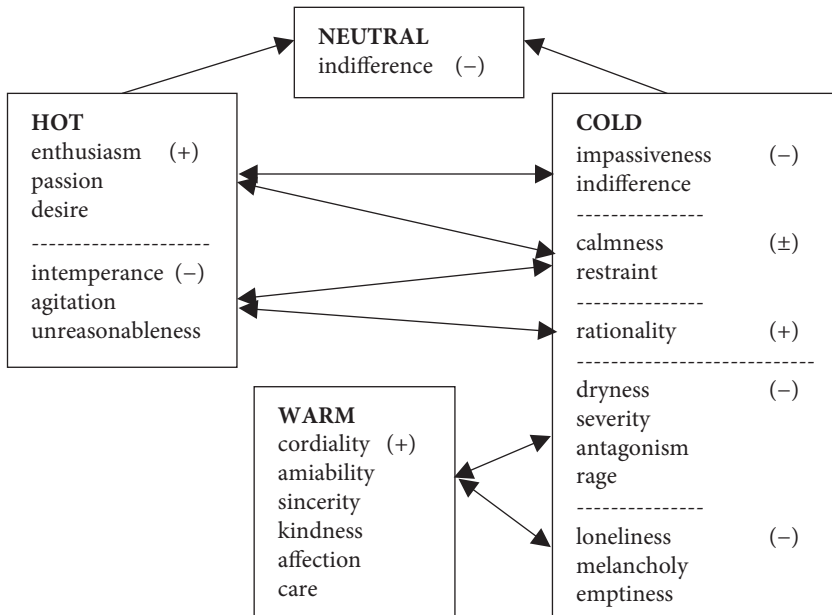 NEUTRAL
indifference (−)
HOT
enthusiasm (+)
passion
desire
---------------------
intemperance (−)
agitation
unreasonableness
COLD
impassiveness (−)
indifference
---------------
calmness (±)
restraint
---------------
rationality (+)
----------------------------
dryness (−)
severity
antagonism
rage
---------------
loneliness (−)
melancholy
emptiness
WARM
cordiality (+)
amiability
sincerity
kindness
affection
care